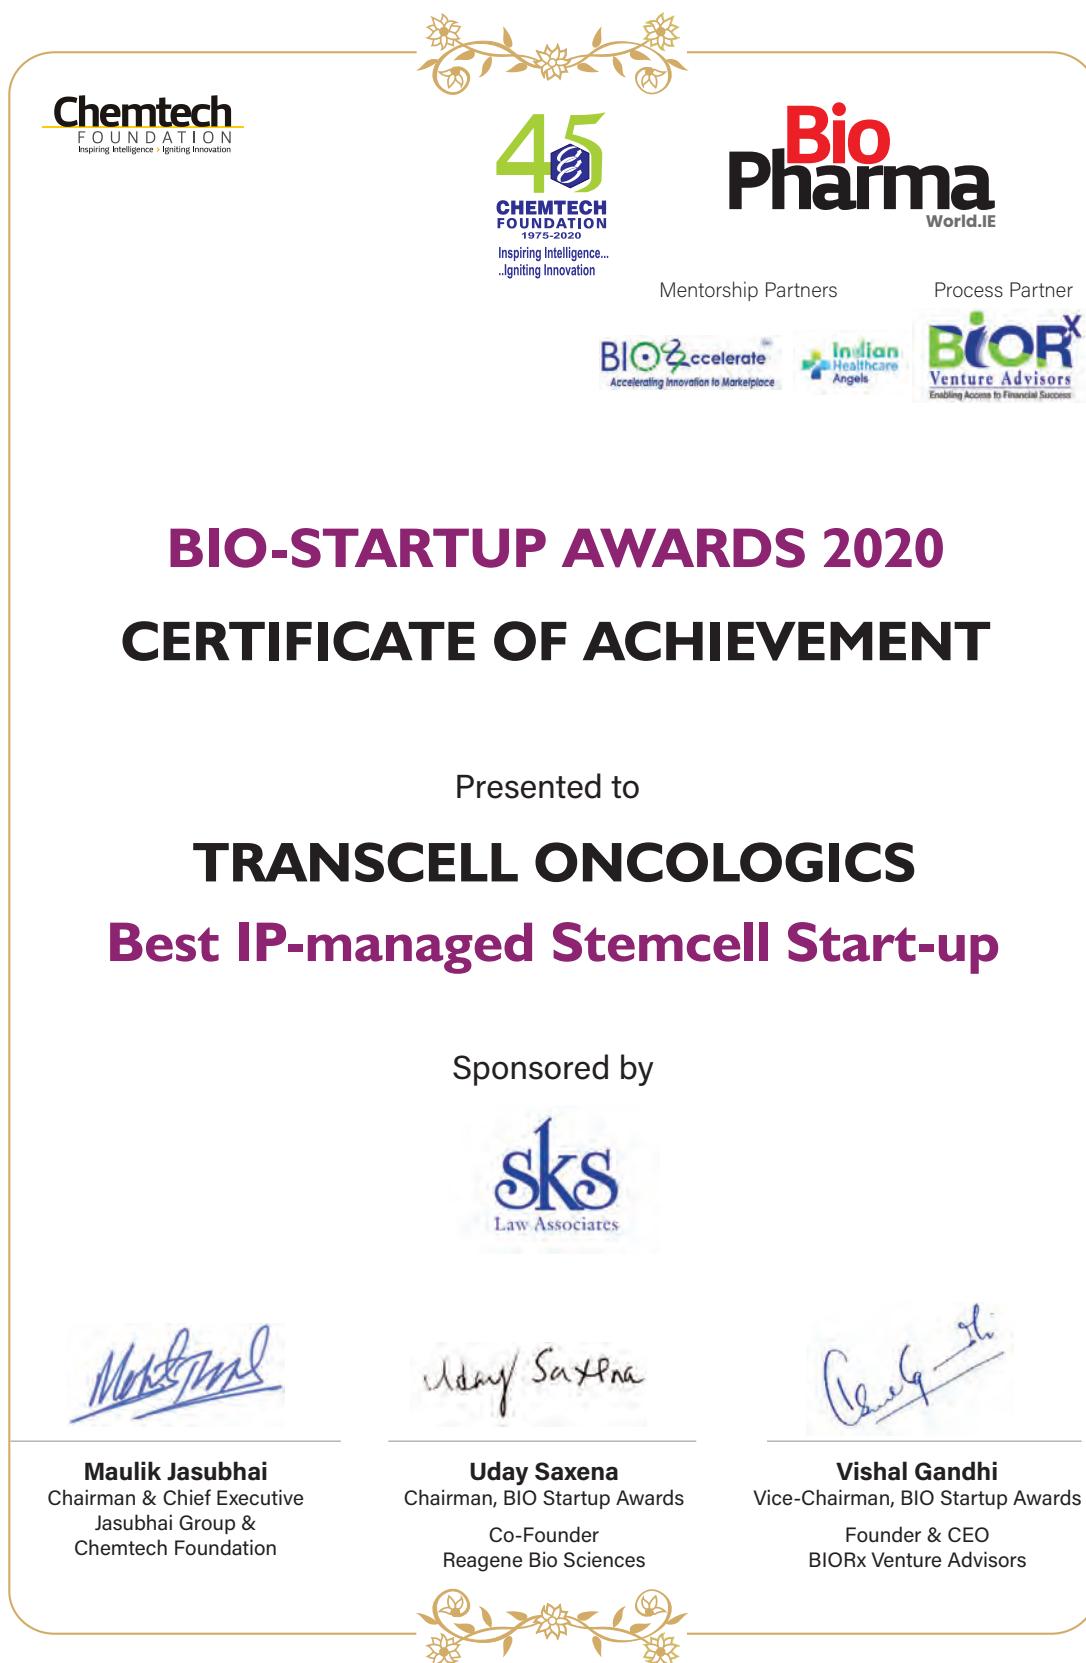 Chemtech
FOUNDATION
Inspiring Intelligence › Igniting Innovation
45
CHEMTECH
FOUNDATION
1975-2020
Inspiring Intelligence...
..Igniting Innovation
Bio
Pharma
World.IE
Mentorship Partners
Process Partner
BIO Accelerate
Accelerating Innovation to Marketplace
Indian
Healthcare
Angels
BIORx
Venture Advisors
Enabling Access to Financial Success
BIO-STARTUP AWARDS 2020
CERTIFICATE OF ACHIEVEMENT
Presented to
TRANSCELL ONCOLOGICS
Best IP-managed Stemcell Start-up
Sponsored by
sks
Law Associates
Uday Saxena
Maulik Jasubhai
Chairman & Chief Executive
Jasubhai Group &
Chemtech Foundation
Uday Saxena
Chairman, BIO Startup Awards
Co-Founder
Reagene Bio Sciences
Vishal Gandhi
Vice-Chairman, BIO Startup Awards
Founder & CEO
BIORx Venture Advisors